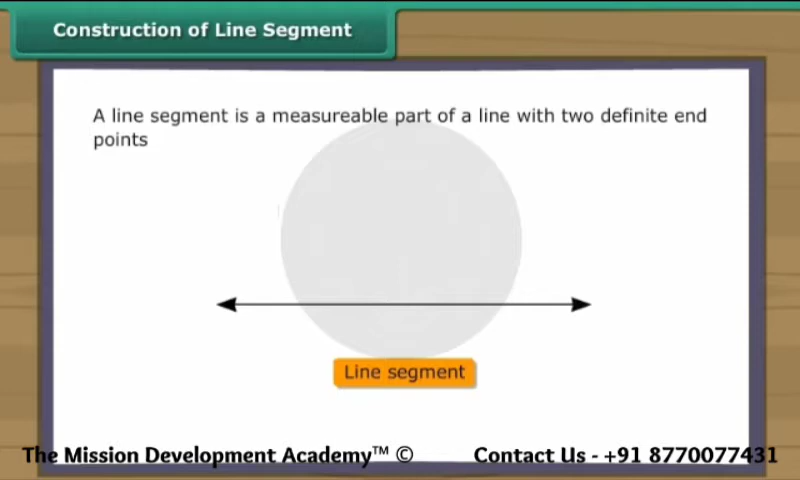 Construction of Line Segment
A line segment is a measureable part of a line with two definite end
points
Line segment
The Mission Development Academy™ © Contact Us - +91 8770077431